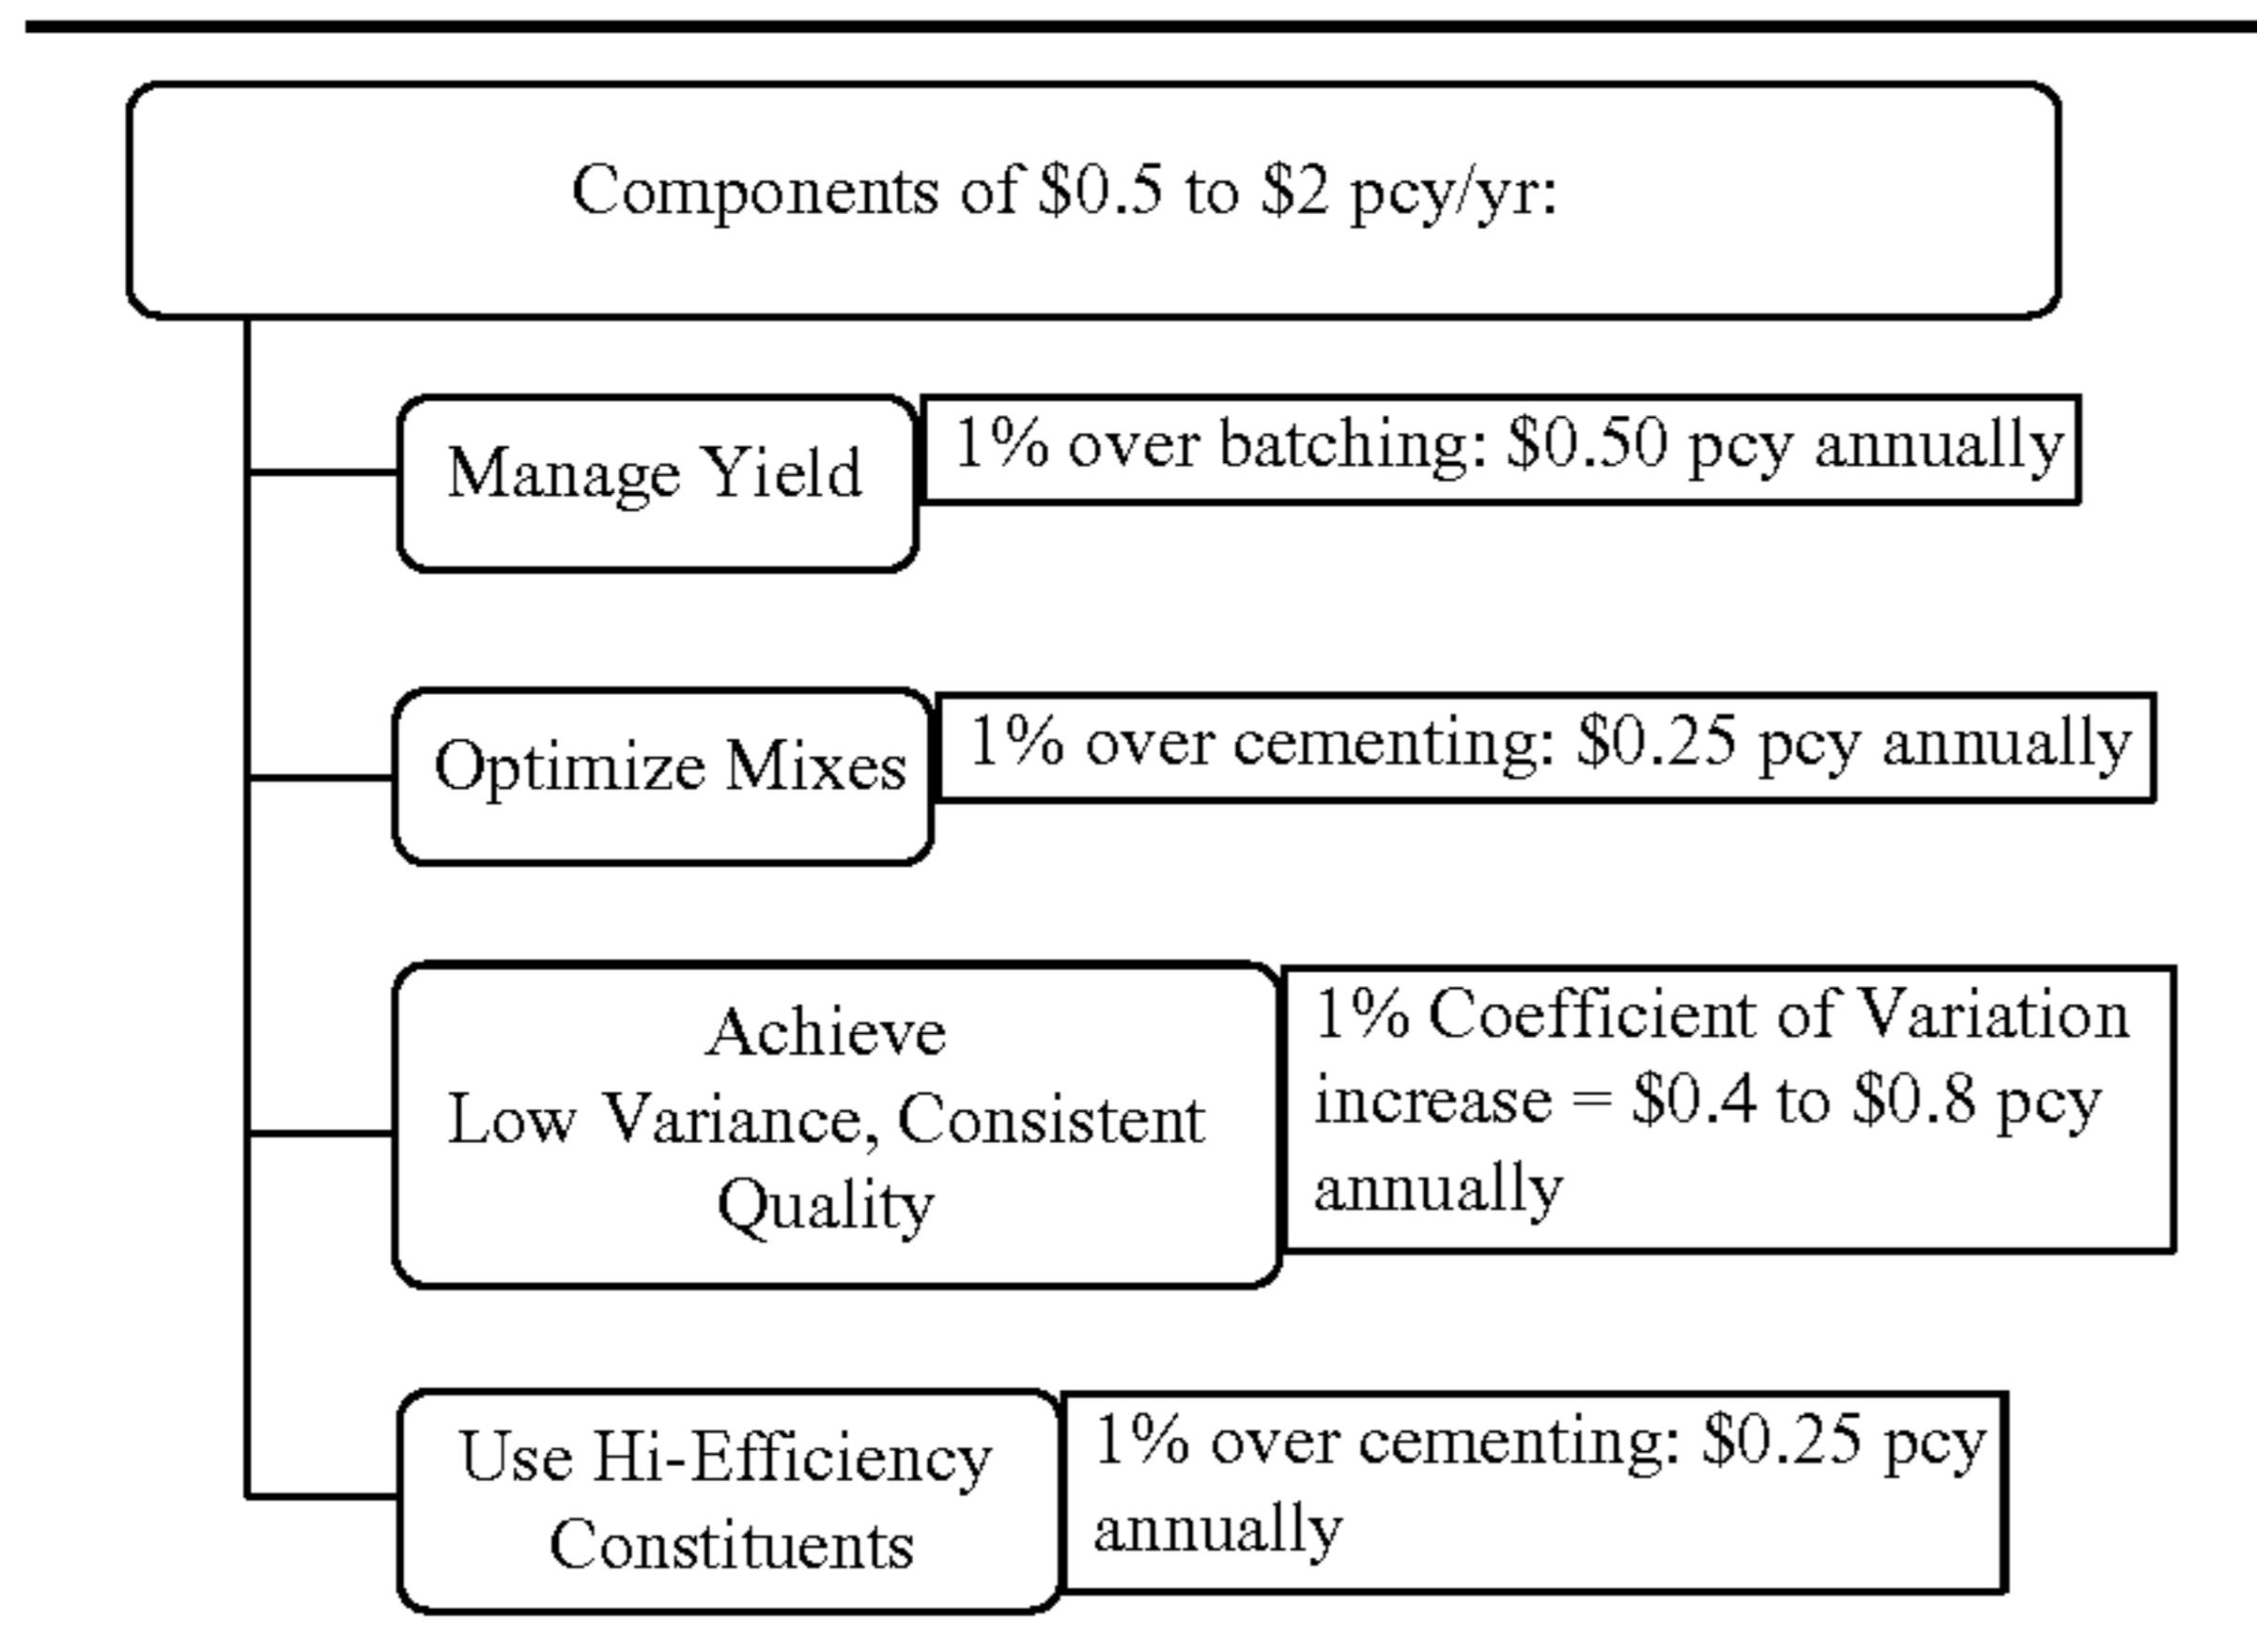 Components of $0.5 to $2 pcy/yr:
Manage Yield
1% over batching: $0.50 pcy annually
Optimize Mixes
1% over cementing: $0.25 pcy annually
Achieve
Low Variance, Consistent
Quality
1% Coefficient of Variation
increase = $0.4 to $0.8 pcy
annually
Use Hi-Efficiency
Constituents
1% over cementing: $0.25 pcy
annually